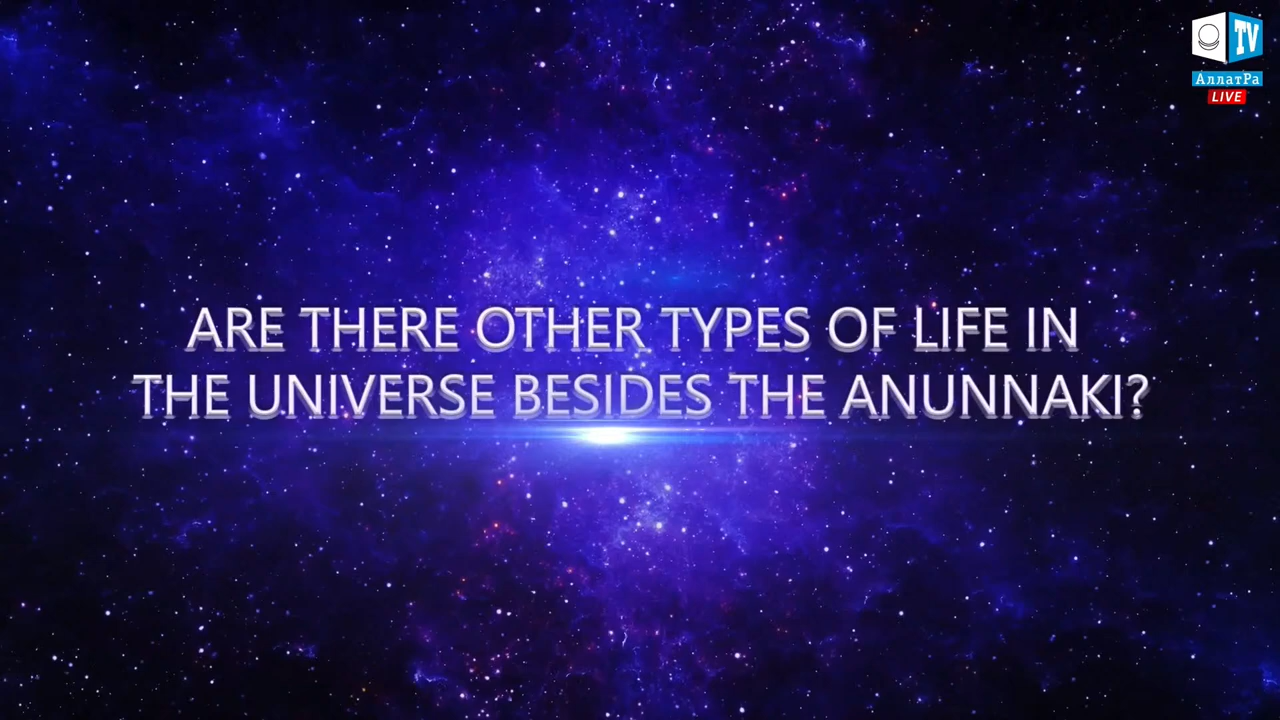 TV
АллатРа
LIVE
ARE THERE OTHER TYPES OF LIFE IN
THE UNIVERSE BESIDES THE ANUNNAKI?